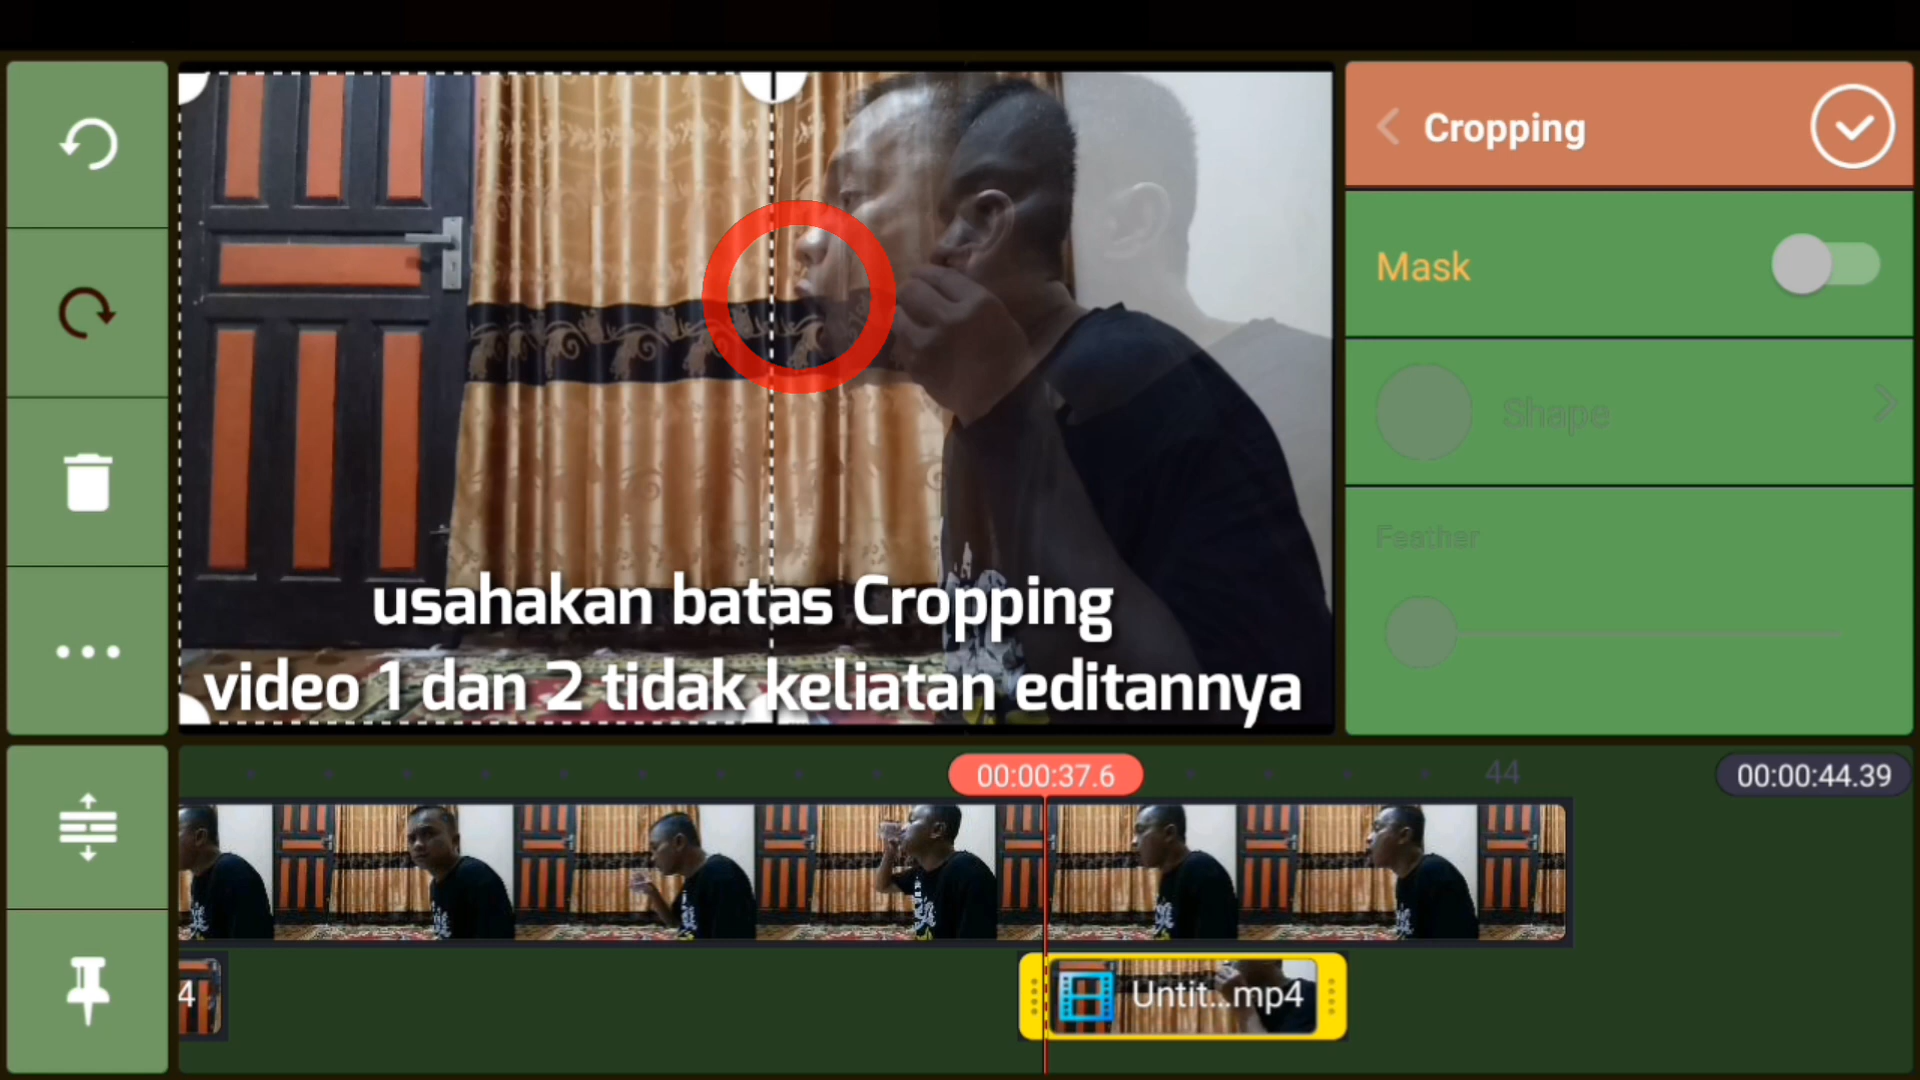 Cropping
Mask
Shape
Feather
usahakan batas Cropping
video 1 dan 2 tidak keliatan editannya
00:00:37.6
44
00:00:44.39
4
Untit...mp4